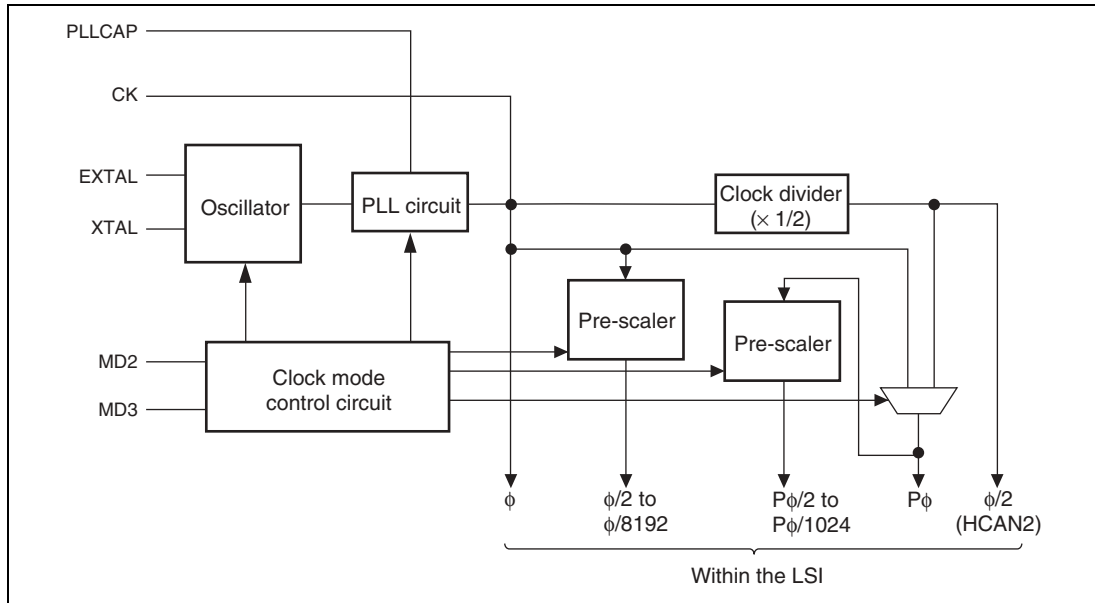 PLLCAP
CK
EXTAL
XTAL
Oscillator
PLL circuit
Clock divider
(× 1/2)
Pre-scaler
Pre-scaler
MD2
MD3
Clock mode
control circuit
ϕ
ϕ/2 to
ϕ/8192
Pϕ/2 to
Pϕ/1024
Pϕ
ϕ/2
(HCAN2)
Within the LSI